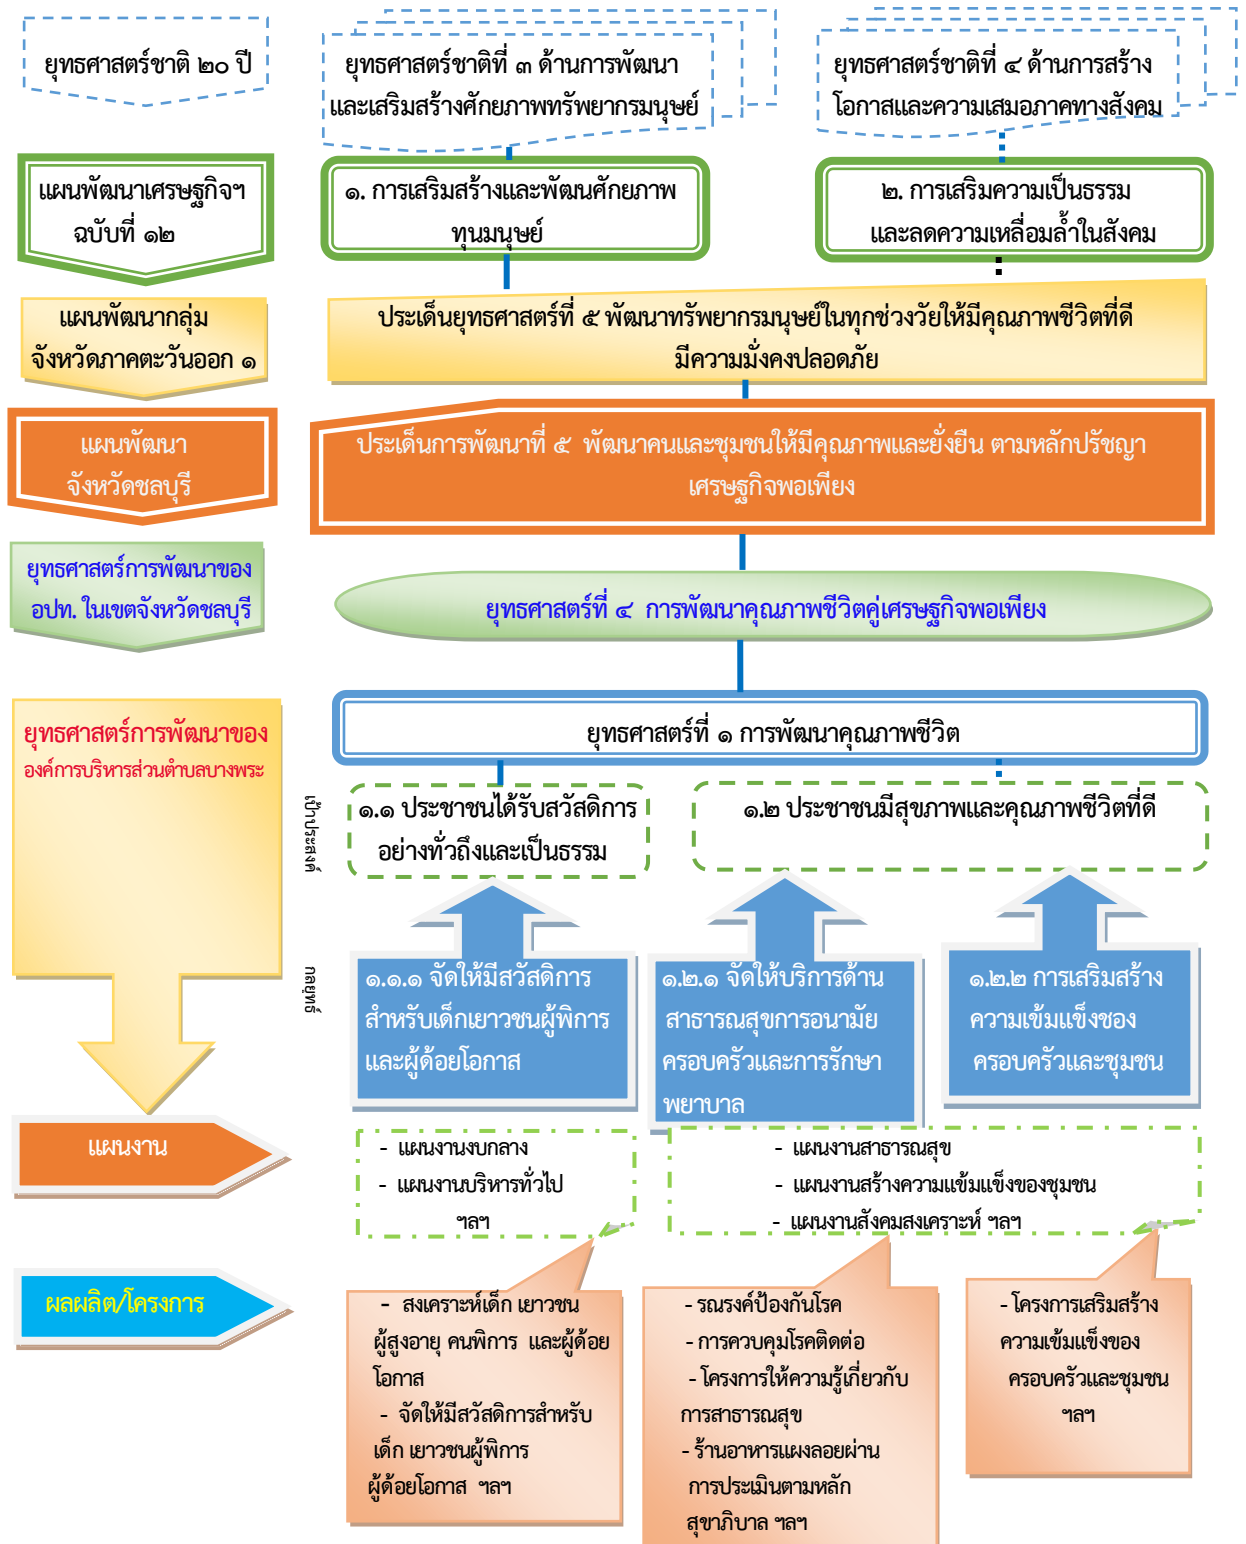 ยุทธศาสตร์ชาติ ๒๐ ปี
ยุทธศาสตร์ชาติที่ ๓ ด้านการพัฒนา
และเสริมสร้างศักยภาพทรัพยากรมนุษย์
ยุทธศาสตร์ชาติที่ ๔ ด้านการสร้าง
โอกาสและความเสมอภาคทางสังคม
แผนพัฒนาเศรษฐกิจฯ
ฉบับที่ ๑๒
๑. การเสริมสร้างและพัฒนศักยภาพ
ทุนมนุษย์
๒. การเสริมความเป็นธรรม
และลดความเหลื่อมล้ำในสังคม
แผนพัฒนากลุ่ม
จังหวัดภาคตะวันออก ๑
ประเด็นยุทธศาสตร์ที่ ๕ พัฒนาทรัพยากรมนุษย์ในทุกช่วงวัยให้มีคุณภาพชีวิตที่ดี
มีความมั่งคงปลอดภัย
แผนพัฒนา
จังหวัดชลบุรี
ประเด็นการพัฒนาที่ ๕ พัฒนาคนและชุมชนให้มีคุณภาพและยั่งยืน ตามหลักปรัชญา
เศรษฐกิจพอเพียง
ยุทธศาสตร์การพัฒนาของ
อปท. ในเขตจังหวัดชลบุรี
ยุทธศาสตร์ที่ ๔ การพัฒนาคุณภาพชีวิตคู่เศรษฐกิจพอเพียง
ยุทธศาสตร์การพัฒนาของ
องค์การบริหารส่วนตำบลบางพระ
ยุทธศาสตร์ที่ ๑ การพัฒนาคุณภาพชีวิต
เป้าประสงค์
๑.๑ ประชาชนได้รับสวัสดิการ
อย่างทั่วถึงและเป็นธรรม
๑.๒ ประชาชนมีสุขภาพและคุณภาพชีวิตที่ดี
กลยุทธ์
๑.๑.๑ จัดให้มีสวัสดิการ
สำหรับเด็กเยาวชนผู้พิการ
และผู้ด้อยโอกาส
๑.๒.๑ จัดให้บริการด้าน
สาธารณสุขการอนามัย
ครอบครัวและการรักษา
พยาบาล
๑.๒.๒ การเสริมสร้าง
ความเข้มแข็งชอง
ครอบครัวและชุมชน
แผนงาน
- แผนงานงบกลาง
- แผนงานบริหารทั่วไป
ฯลฯ
- แผนงานสาธารณสุข
- แผนงานสร้างความแข้มแข็งของชุมชน
- แผนงานสังคมสงเคราะห์ ฯลฯ
ผลผลิต/โครงการ
- สงเคราะห์เด็ก เยาวชน
ผู้สูงอายุ คนพิการ และผู้ด้อย
โอกาส
- จัดให้มีสวัสดิการสำหรับ
เด็ก เยาวชนผู้พิการ
ผู้ด้อยโอกาส ฯลฯ
- รณรงค์ป้องกันโรค
- การควบคุมโรคติดต่อ
- โครงการให้ความรู้เกี่ยวกับ
การสาธารณสุข
- ร้านอาหารแผงลอยผ่าน
การประเมินตามหลัก
สุขาภิบาล ฯลฯ
- โครงการเสริมสร้าง
ความเข้มแข็งของ
ครอบครัวและชุมชน
ฯลฯ